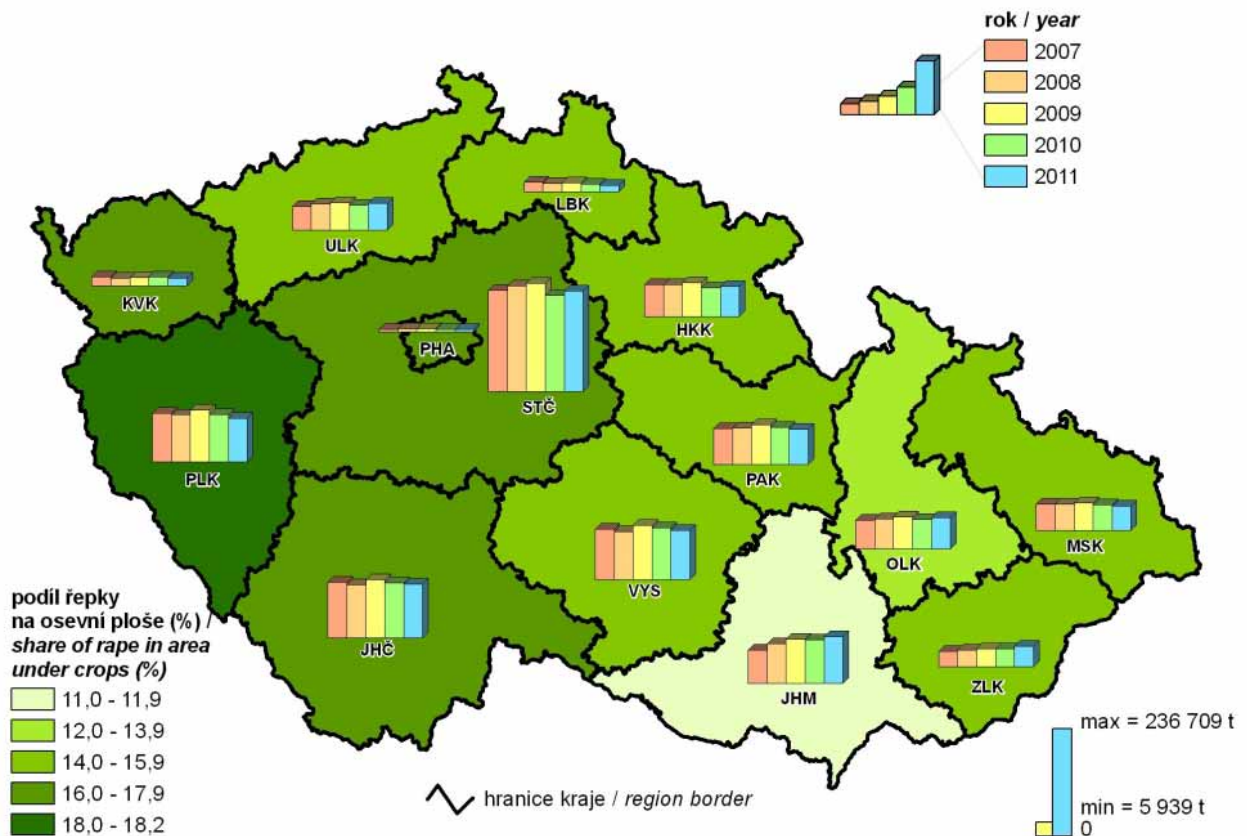 rok / year
2007
2008
2009
2010
2011
LBK
ULK
KVK
HKK
PHA
STČ
PLK
PAK
MSK
OLK
VYS
JHČ
ZLK
JHM
podíl řepky
na osevní ploše (%) /
share of rape in area
under crops (%)
11,0 - 11,9
12,0 - 13,9
14,0 - 15,9
16,0 - 17,9
18,0 - 18,2
hranice kraje / region border
max = 236 709 t
min = 5 939 t
0